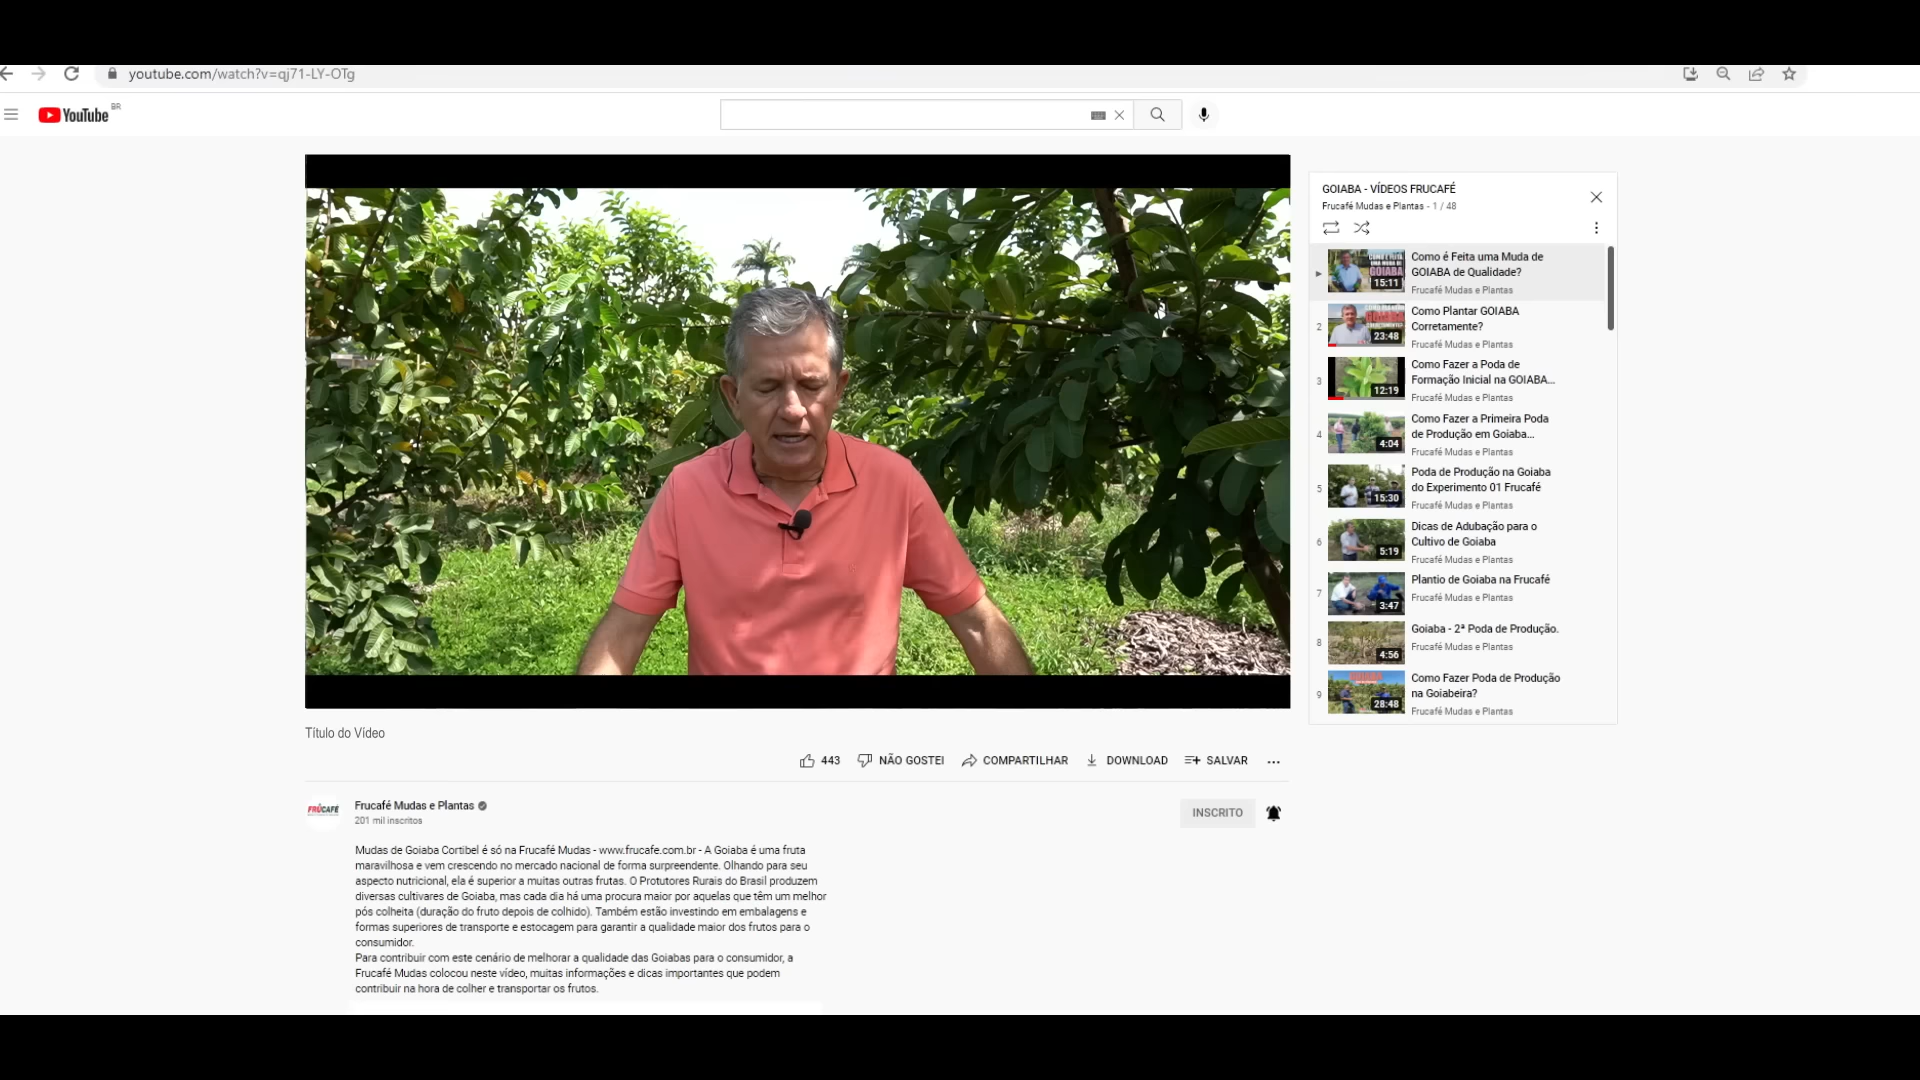 youtube.com/watch?v=qj71-LY-OTg
YouTube BR
GOIABA - VÍDEOS FRUCAFÉ
Frucafé Mudas e Plantas - 1 / 48
COMO É FEITA
UMA MUDA DE
GOIABA
15:11
Como é Feita uma Muda de
GOIABA de Qualidade?
Frucafé Mudas e Plantas
2
GOIABA
23:48
Como Plantar GOIABA
Corretamente?
Frucafé Mudas e Plantas
3
12:19
Como Fazer a Poda de
Formação Inicial na GOIABA...
Frucafé Mudas e Plantas
4
4:04
Como Fazer a Primeira Poda
de Produção em Goiaba...
Frucafé Mudas e Plantas
5
15:30
Poda de Produção na Goiaba
do Experimento 01 Frucafé
Frucafé Mudas e Plantas
6
5:19
Dicas de Adubação para o
Cultivo de Goiaba
Frucafé Mudas e Plantas
7
3:47
Plantio de Goiaba na Frucafé
Frucafé Mudas e Plantas
8
4:56
Goiaba - 2ª Poda de Produção.
Frucafé Mudas e Plantas
9
28:48
Como Fazer Poda de Produção
na Goiabeira?
Frucafé Mudas e Plantas
Título do Vídeo
443 NÃO GOSTEI COMPARTILHAR DOWNLOAD SALVAR
FRUCAFÉ
Frucafé Mudas e Plantas
201 mil inscritos
INSCRITO
Mudas de Goiaba Cortibel é só na Frucafé Mudas - www.frucafe.com.br - A Goiaba é uma fruta
maravilhosa e vem crescendo no mercado nacional de forma surpreendente. Olhando para seu
aspecto nutricional, ela é superior a muitas outras frutas. O Protutores Rurais do Brasil produzem
diversas cultivares de Goiaba, mas cada dia há uma procura maior por aquelas que têm um melhor
pós colheita (duração do fruto depois de colhido). Também estão investindo em embalagens e
formas superiores de transporte e estocagem para garantir a qualidade maior dos frutos para o
consumidor.
Para contribuir com este cenário de melhorar a qualidade das Goiabas para o consumidor, a
Frucafé Mudas colocou neste vídeo, muitas informações e dicas importantes que podem
contribuir na hora de colher e transportar os frutos.